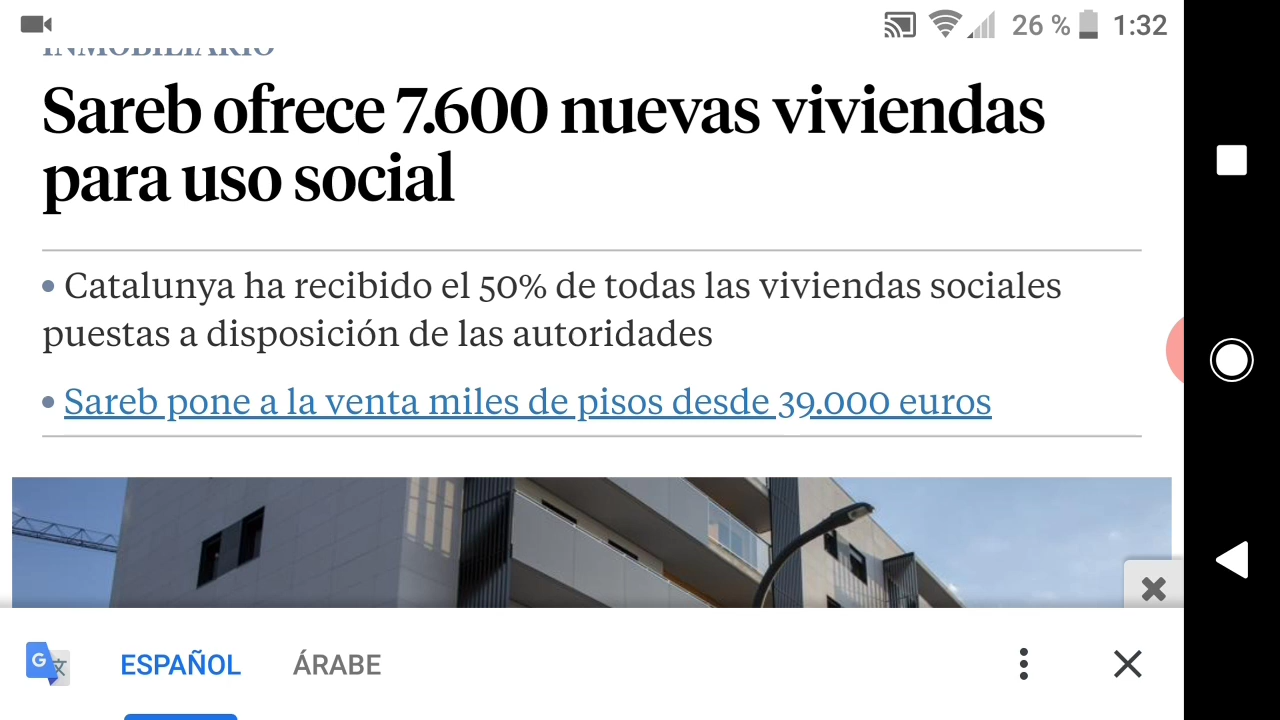 26 % 1:32
INMOBILIARIO
Sareb ofrece 7.600 nuevas viviendas
para uso social
• Catalunya ha recibido el 50% de todas las viviendas sociales
puestas a disposición de las autoridades
• Sareb pone a la venta miles de pisos desde 39.000 euros
G 文
ESPAÑOL ÁRABE